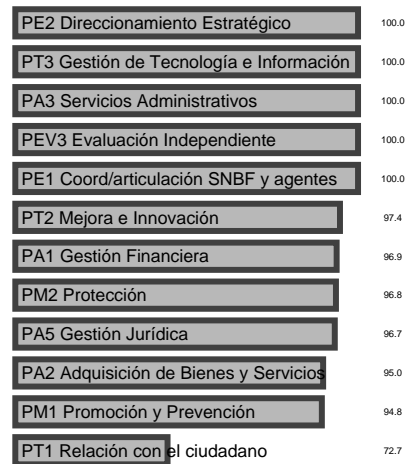 PE2 Direccionamiento Estratégico 100.0
PT3 Gestión de Tecnología e Información 100.0
PA3 Servicios Administrativos 100.0
PEV3 Evaluación Independiente 100.0
PE1 Coord/articulación SNBF y agentes 100.0
PT2 Mejora e Innovación 97.4
PA1 Gestión Financiera 96.9
PM2 Protección 96.8
PA5 Gestión Jurídica 96.7
PA2 Adquisición de Bienes y Servicios 95.0
PM1 Promoción y Prevención 94.8
PT1 Relación con el ciudadano 72.7